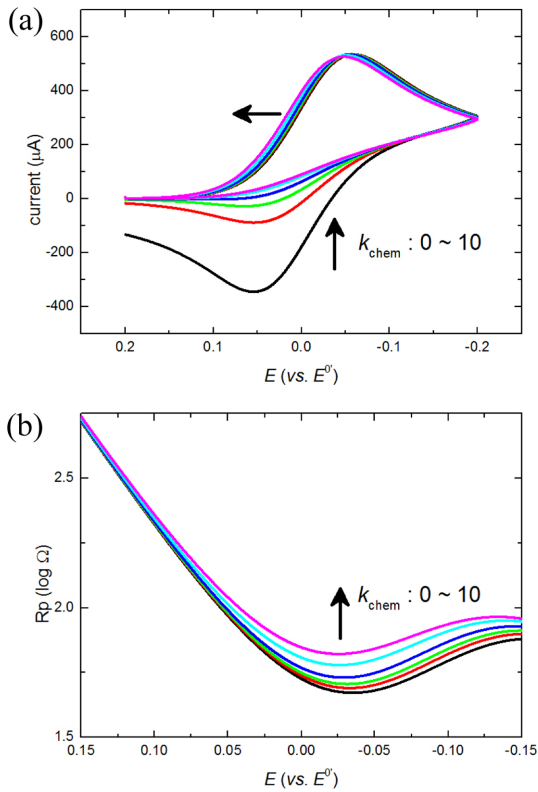 (a)
600
400
200
0
-200
-400
current (μA)
kchem : 0 ~ 10
0.2 0.1 0.0 -0.1 -0.2
E (vs. E0')
(b)
2.5
2.0
1.5
Rp (log Ω)
kchem : 0 ~ 10
0.15 0.10 0.05 0.00 -0.05 -0.10 -0.15
E (vs. E0')